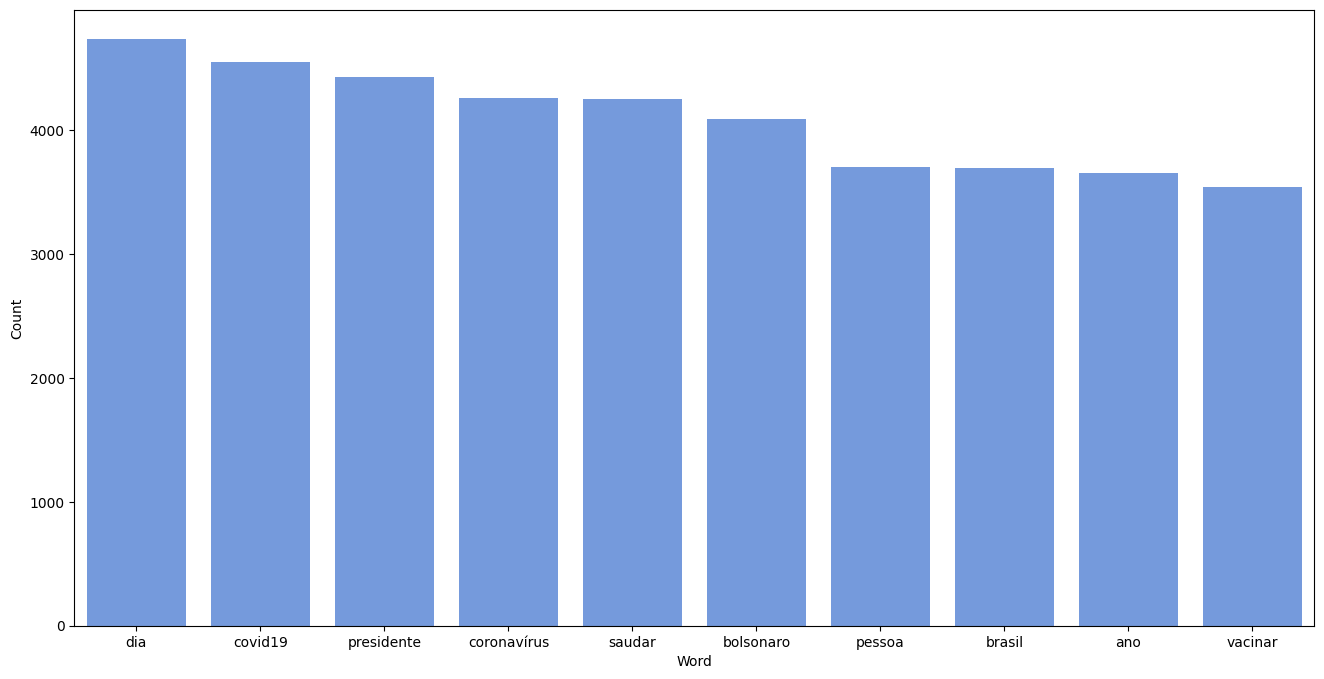 Count
4000
3000
2000
1000
0
dia covid19 presidente coronavírus saudar bolsonaro pessoa brasil ano vacinar
Word